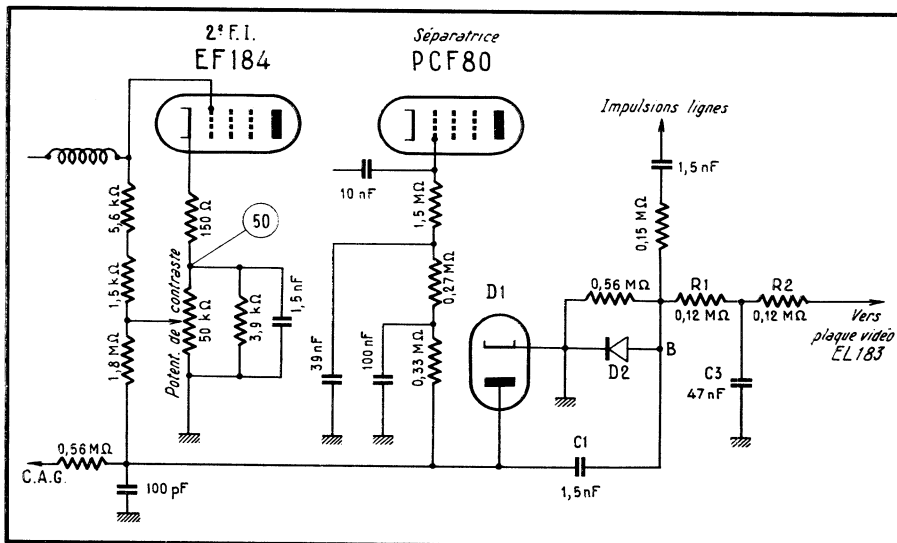 2e F.I.
EF184
Séparatrice
PCF80
Impulsions lignes
1,5 nF
0,15 MΩ
10 nF
5,6 kΩ
150 Ω
50
1,5 MΩ
1,5 kΩ
Potent. de contraste
50 kΩ
3,9 kΩ
1,5 nF
0,27 MΩ
D1
0,56 MΩ
R1
0,12 MΩ
R2
0,12 MΩ
Vers
plaque vidéo
EL183
1,8 MΩ
39 nF
100 nF
0,33 MΩ
D2
B
C3
47 nF
0,56 MΩ
C.A.G.
100 pF
C1
1,5 nF